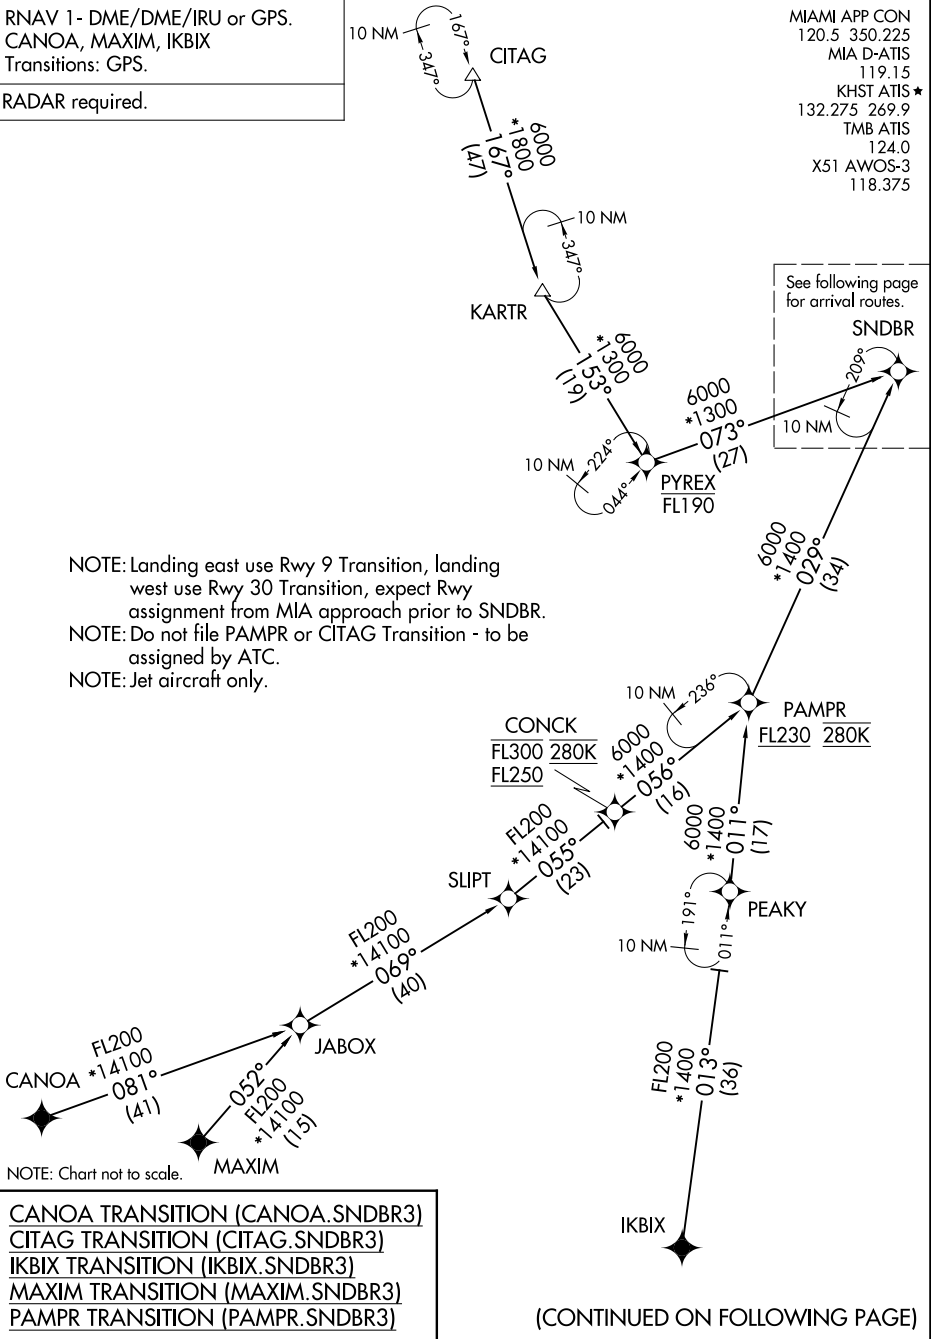 RNAV 1- DME/DME/IRU or GPS.
CANOA, MAXIM, IKBIX
Transitions: GPS.
RADAR required.
MIAMI APP CON
120.5 350.225
MIA D-ATIS
119.15
KHST ATIS ★
132.275 269.9
TMB ATIS
124.0
X51 AWOS-3
118.375
10 NM
167°
347°
CITAG
6000
*1800
167°
(47)
10 NM
347°
KARTR
6000
*1300
153°
(19)
See following page
for arrival routes.
SNDBR
209°
10 NM
6000
*1300
073°
(27)
10 NM
224°
044°
PYREX
FL190
6000
*1400
029°
(34)
NOTE: Landing east use Rwy 9 Transition, landing
west use Rwy 30 Transition, expect Rwy
assignment from MIA approach prior to SNDBR.
NOTE: Do not file PAMPR or CITAG Transition - to be
assigned by ATC.
NOTE: Jet aircraft only.
10 NM
236°
PAMPR
FL230 280K
CONCK
FL300 280K
FL250
6000
*1400
056°
(16)
6000
*1400
011°
(17)
FL200
*14100
055°
(23)
SLIPT
PEAKY
191°
011°
10 NM
FL200
*14100
069°
(40)
JABOX
FL200
*14100
081°
(41)
CANOA
052°
FL200
*14100
(15)
MAXIM
FL200
*1400
013°
(36)
IKBIX
NOTE: Chart not to scale.
CANOA TRANSITION (CANOA.SNDBR3)
CITAG TRANSITION (CITAG.SNDBR3)
IKBIX TRANSITION (IKBIX.SNDBR3)
MAXIM TRANSITION (MAXIM.SNDBR3)
PAMPR TRANSITION (PAMPR.SNDBR3)
(CONTINUED ON FOLLOWING PAGE)